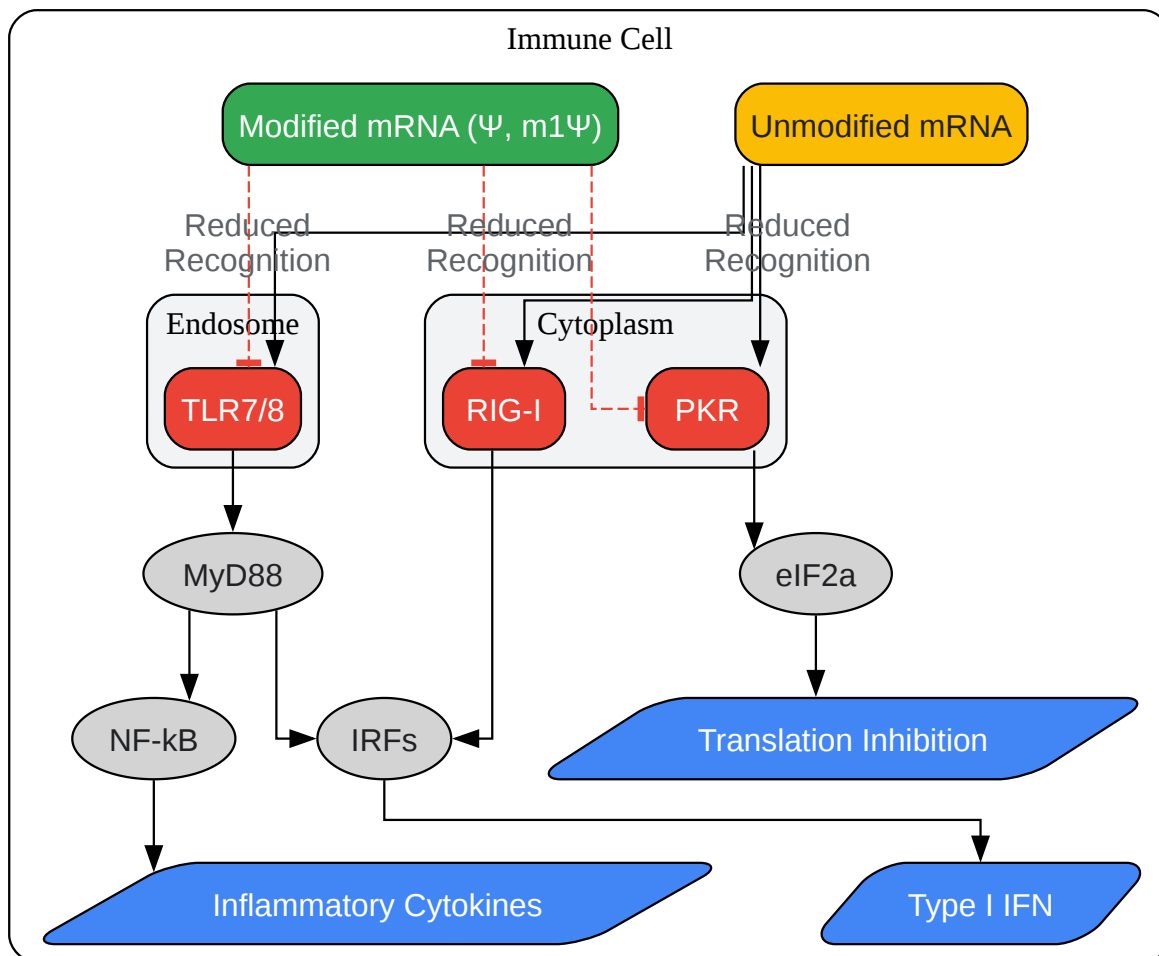 Immune Cell
Modified mRNA (Ψ, m1Ψ)
Unmodified mRNA
Reduced
Recognition
Reduced
Recognition
Reduced
Recognition
Endosome
Cytoplasm
TLR7/8
RIG-I
PKR
MyD88
eIF2a
NF-kB
IRFs
Translation Inhibition
Inflammatory Cytokines
Type I IFN